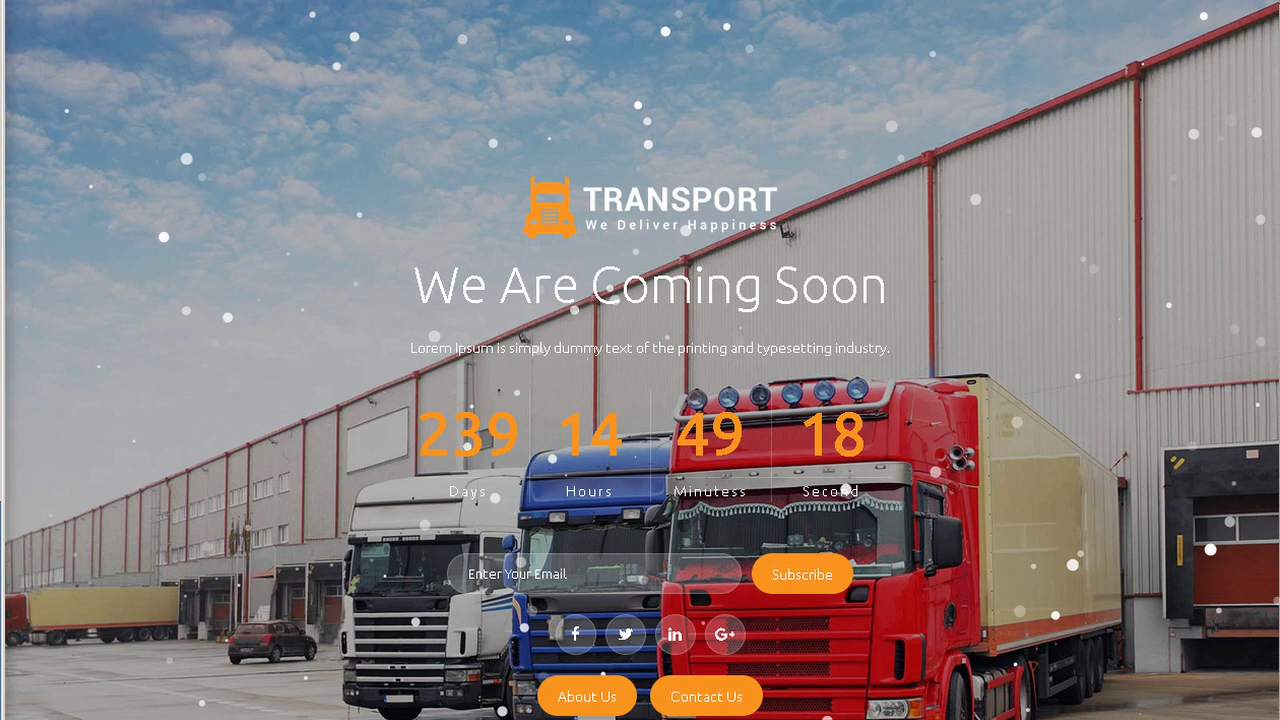 TRANSPORT
We Deliver Happiness
We Are Coming Soon
Lorem Ipsum is simply dummy text of the printing and typesetting industry.
239 14 49 18
Days Hours Minutess Second
Enter Your Email Subscribe
f in G+
About Us Contact Us